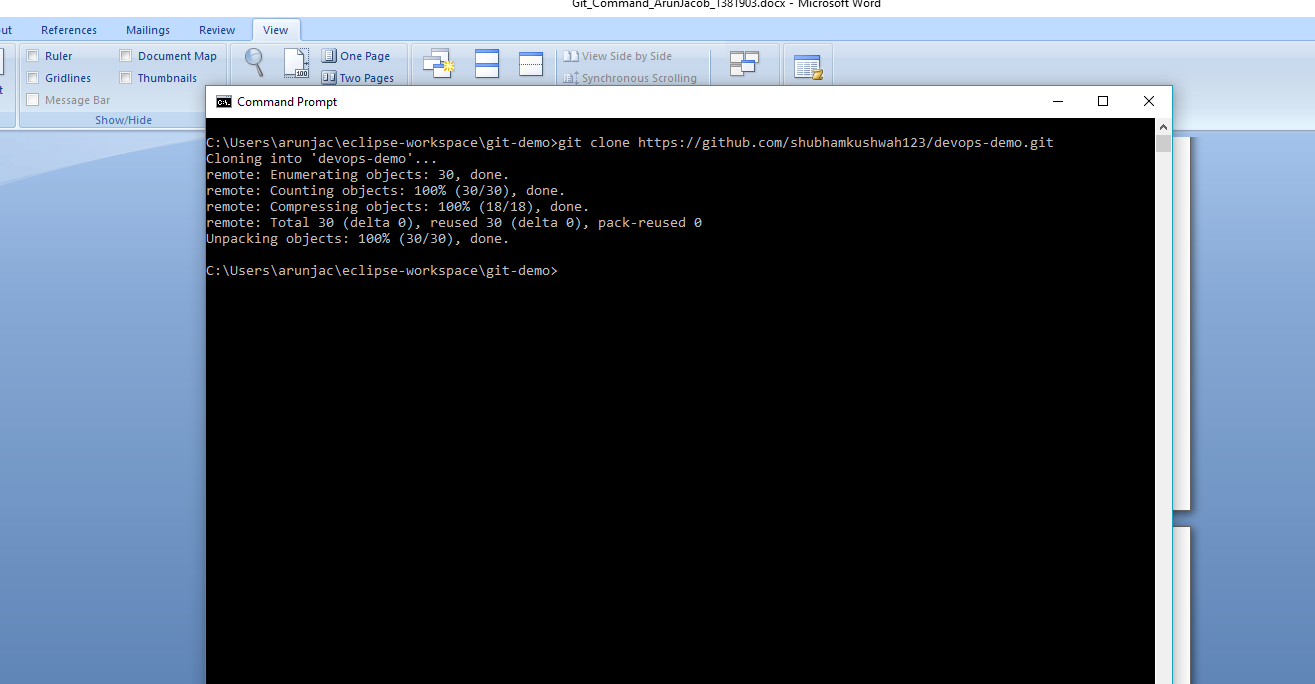 Git_Command_ArunJacob_1381903.docx - Microsoft Word
References Mailings Review View
Ruler Document Map One Page View Side by Side
Gridlines Thumbnails 100 Two Pages Synchronous Scrolling
Message Bar
Show/Hide
C:\. Command Prompt
C:\Users\arunjac\eclipse-workspace\git-demo>git clone https://github.com/shubhamkushwah123/devops-demo.git
Cloning into 'devops-demo'...
remote: Enumerating objects: 30, done.
remote: Counting objects: 100% (30/30), done.
remote: Compressing objects: 100% (18/18), done.
remote: Total 30 (delta 0), reused 30 (delta 0), pack-reused 0
Unpacking objects: 100% (30/30), done.
C:\Users\arunjac\eclipse-workspace\git-demo>